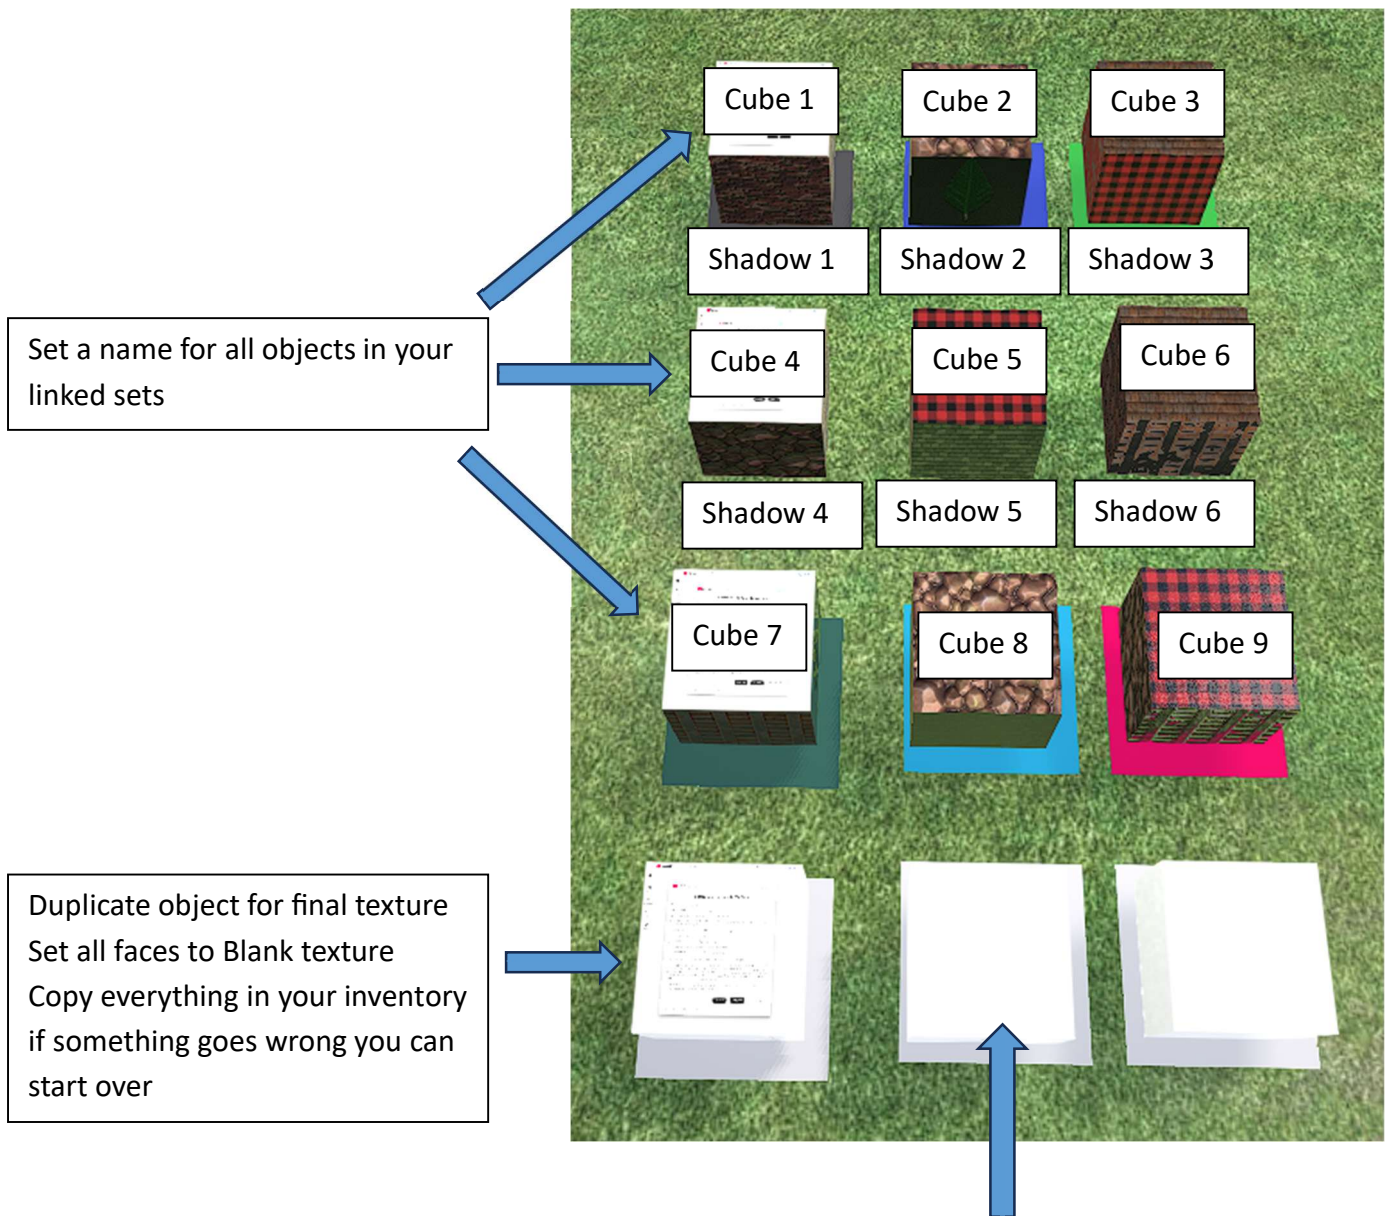 Cube 1
Cube 2
Cube 3
Shadow 1
Shadow 2
Shadow 3
Set a name for all objects in your
linked sets
Cube 4
Cube 5
Cube 6
Shadow 4
Shadow 5
Shadow 6
Cube 7
Cube 8
Cube 9
Duplicate object for final texture
Set all faces to Blank texture
Copy everything in your inventory
if something goes wrong you can
start over